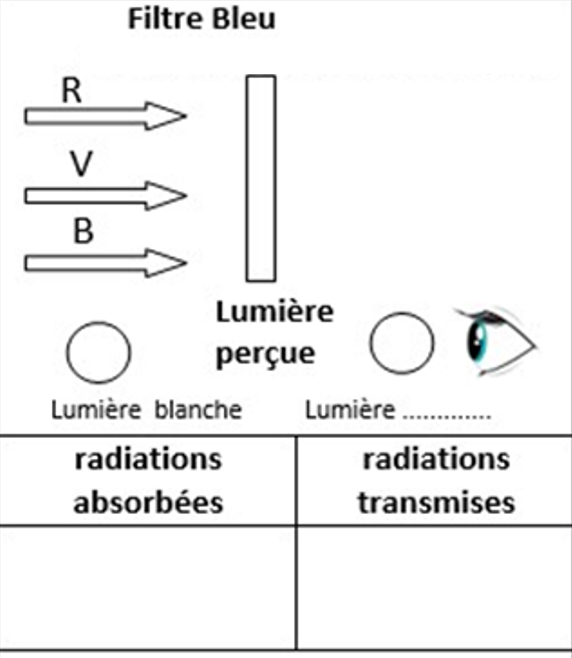 Filtre Bleu
R
V
B
Lumière
perçue
Lumière blanche
Lumière .............
radiations
absorbées
radiations
transmises